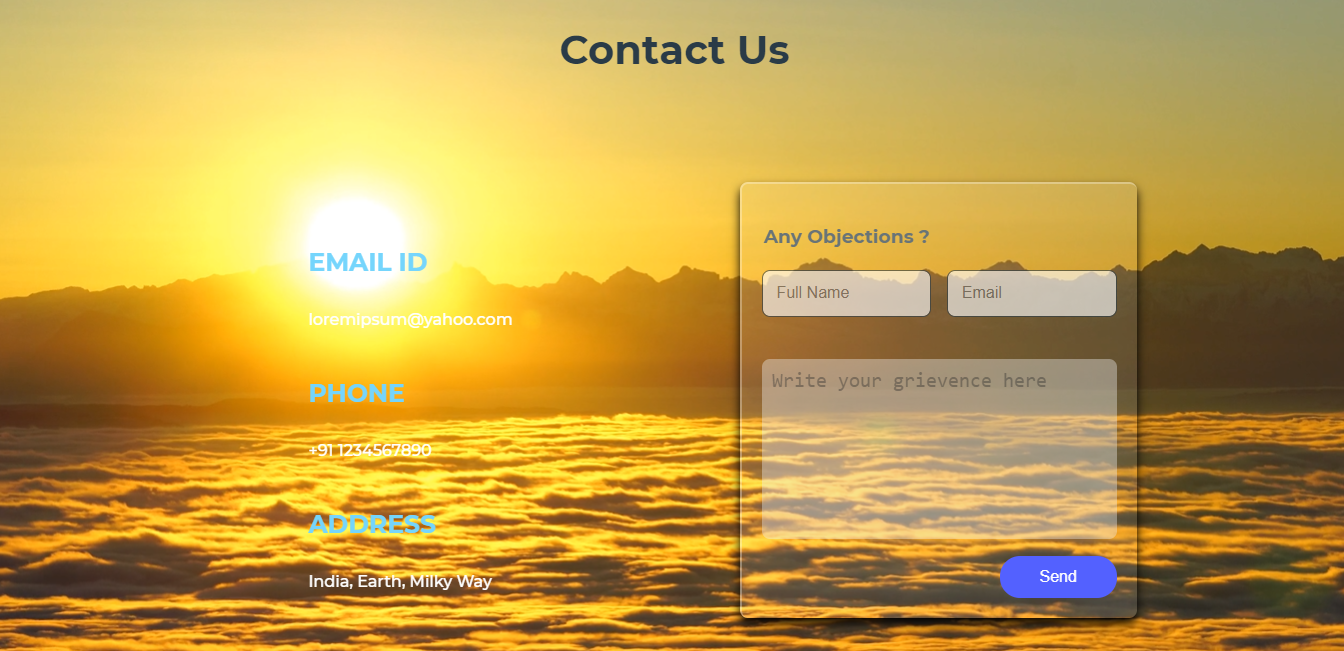 Contact Us
EMAIL ID
loremipsum@yahoo.com
PHONE
+91 1234567890
ADDRESS
India, Earth, Milky Way
Any Objections ?
Full Name
Email
Write your grievence here
Send